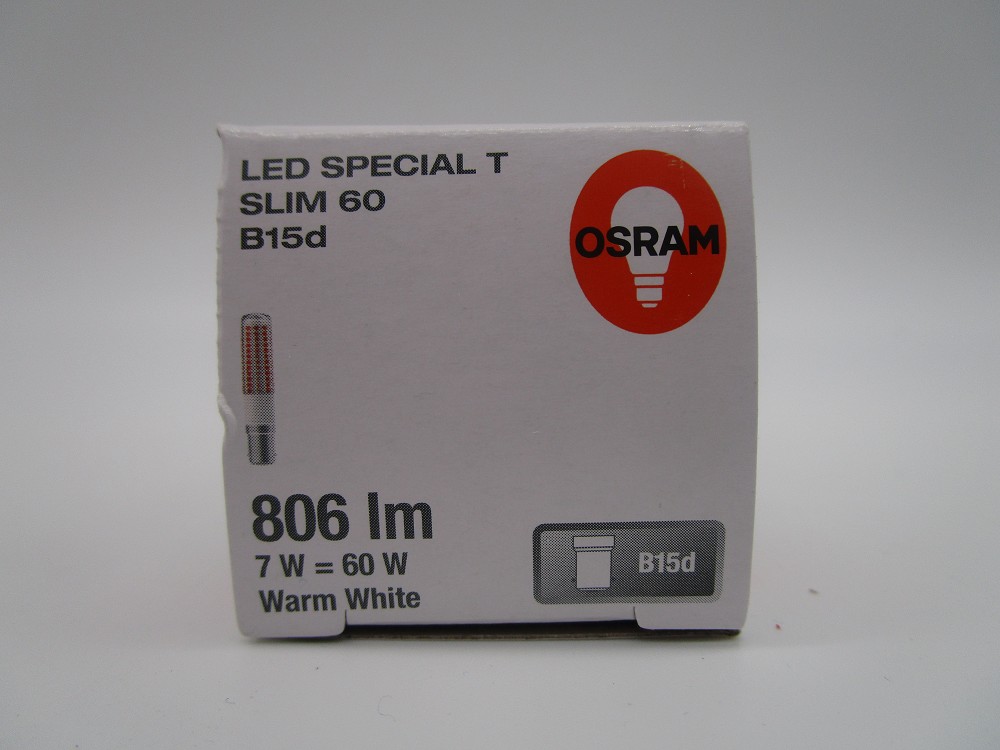 LED SPECIAL T
SLIM 60
B15d
OSRAM
806 lm
7 W = 60 W
Warm White
B15d